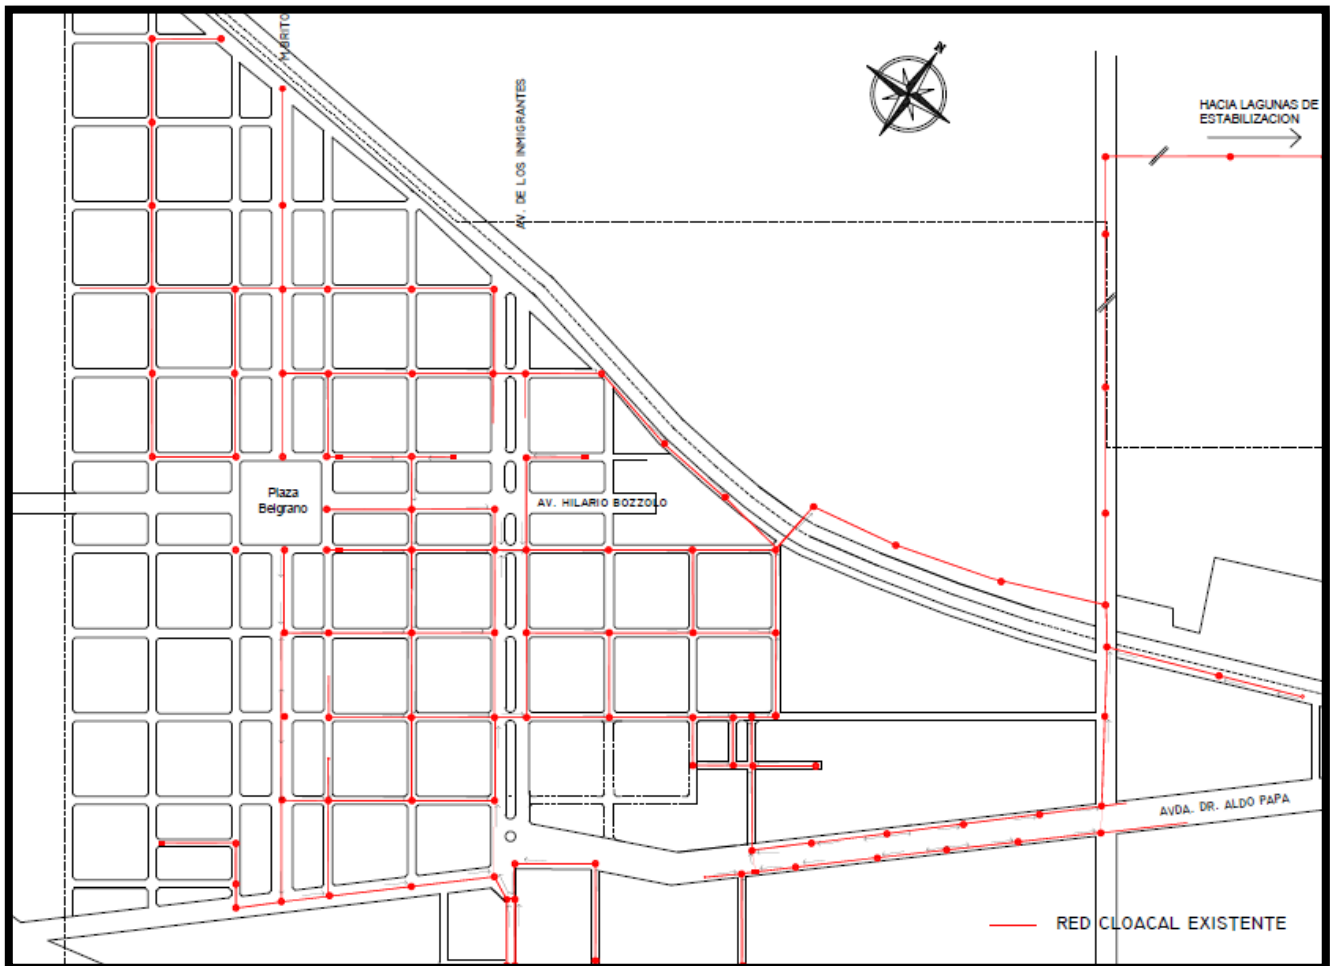 M.BRITO
AV. DE LOS INMIGRANTES
N
HACIA LAGUNAS DE
ESTABILIZACION
Plaza
Belgrano
AV. HILARIO BOZZOLO
AVDA. DR. ALDO PAPA
RED CLOACAL EXISTENTE